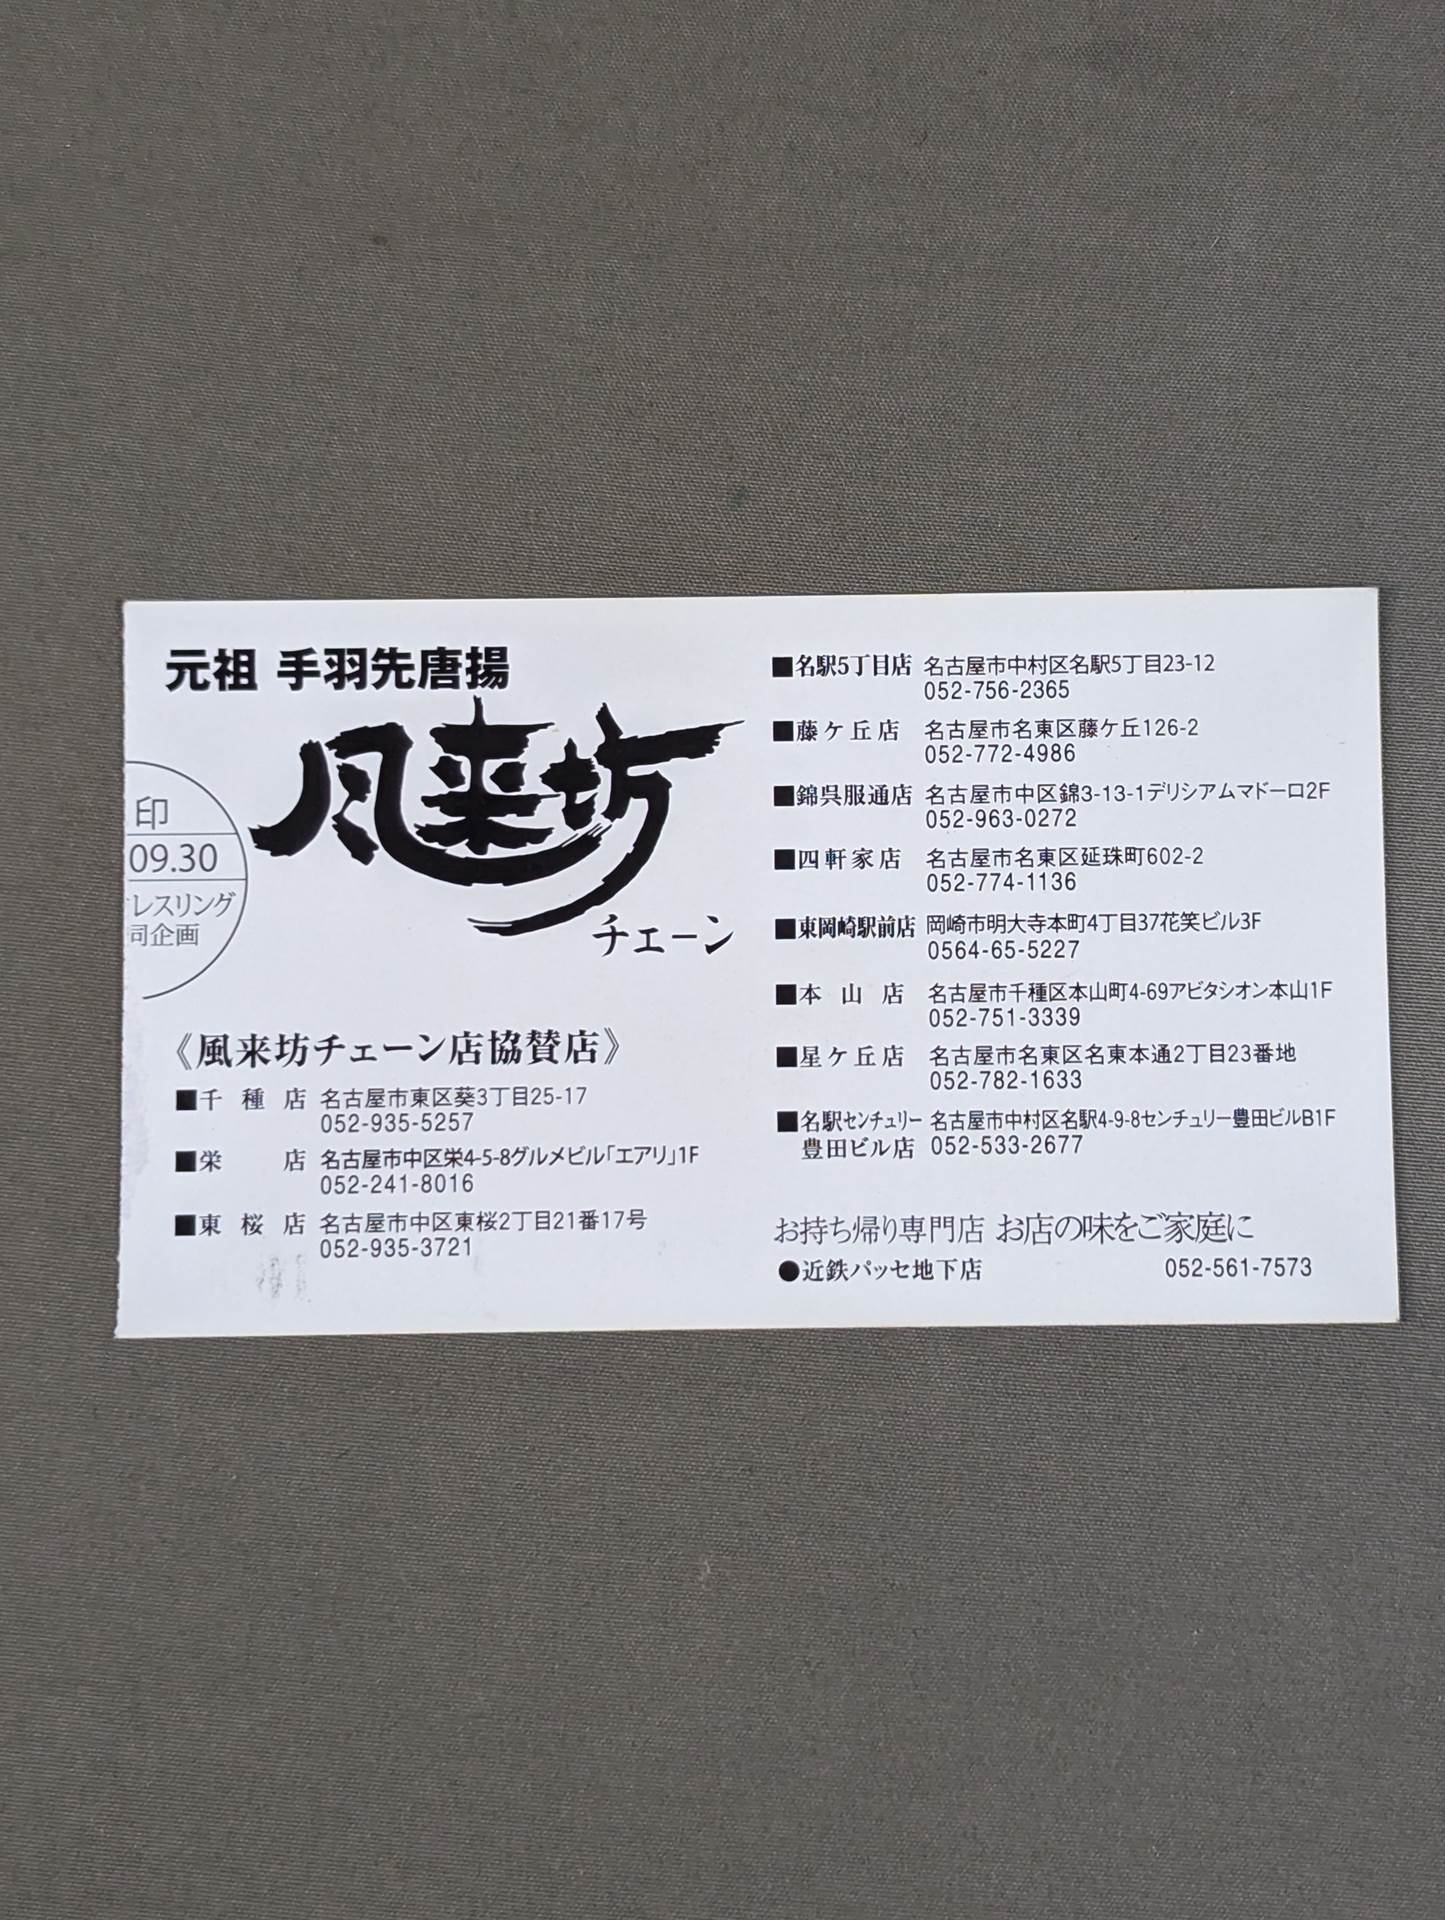 元祖 手羽先唐揚
風来坊
チェーン
印
09.30
レスリング
同企画
《風来坊チェーン店協賛店》
■千種店 名古屋市東区葵3丁目25-17
052-935-5257
■栄店 名古屋市中区栄4-5-8グルメビル「エアリ」1F
052-241-8016
■東桜店 名古屋市中区東桜2丁目21番17号
052-935-3721
■名駅5丁目店 名古屋市中村区名駅5丁目23-12
052-756-2365
■藤ケ丘店 名古屋市名東区藤ケ丘126-2
052-772-4986
■錦呉服通店 名古屋市中区錦3-13-1デリシアムマドーロ2F
052-963-0272
■四軒家店 名古屋市名東区延珠町602-2
052-774-1136
■東岡崎駅前店 岡崎市明大寺本町4丁目37花笑ビル3F
0564-65-5227
■本山店 名古屋市千種区本山町4-69アビタシオン本山1F
052-751-3339
■星ケ丘店 名古屋市名東区名東本通2丁目23番地
052-782-1633
■名駅センチュリー 名古屋市中村区名駅4-9-8センチュリー豊田ビルB1F
豊田ビル店 052-533-2677
お持ち帰り専門店 お店の味をご家庭に
●近鉄パッセ地下店 052-561-7573